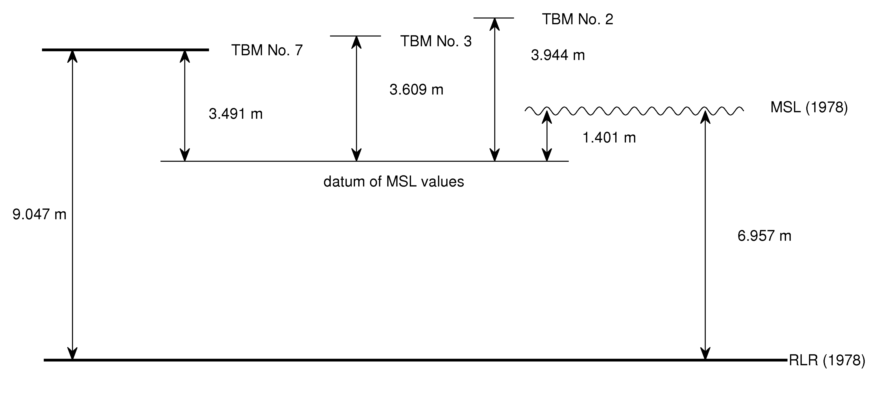 TBM No. 2
TBM No. 3
TBM No. 7
3.944 m
3.609 m
MSL (1978)
3.491 m
1.401 m
datum of MSL values
9.047 m
6.957 m
RLR (1978)